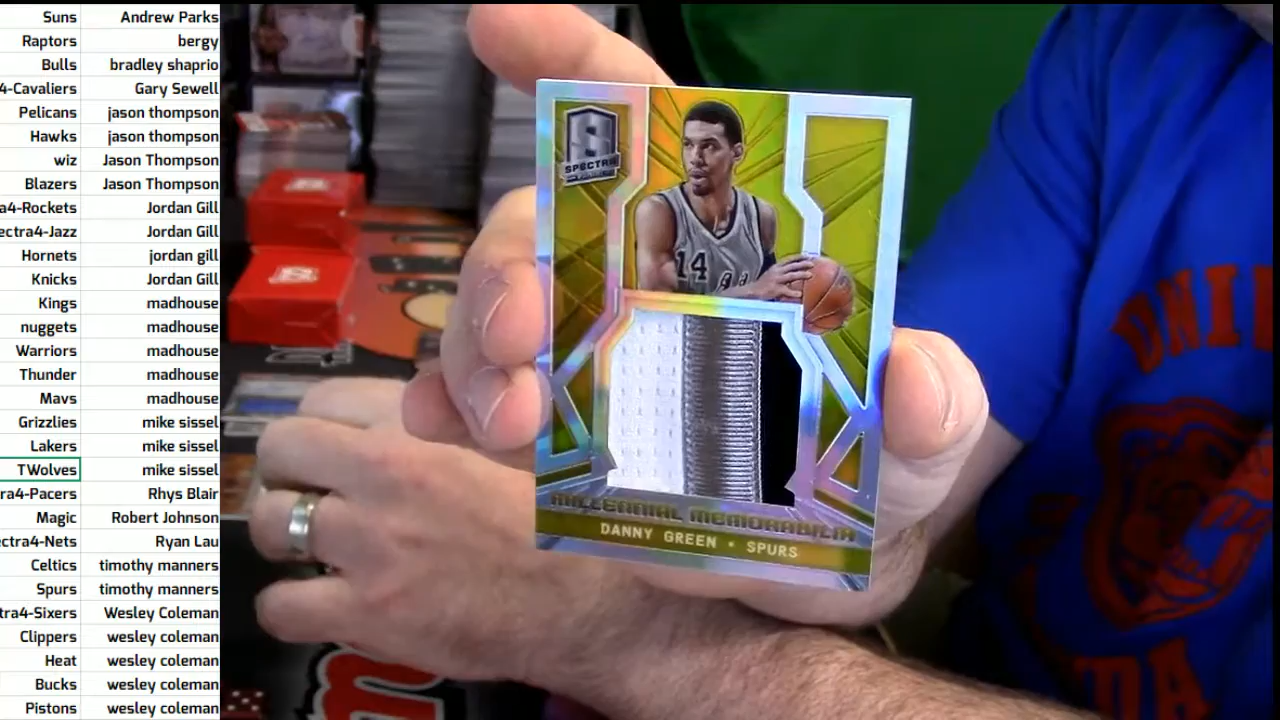 Suns Andrew Parks
Raptors bergy
Bulls bradley shaprio
4-Cavaliers Gary Sewell
Pelicans jason thompson
Hawks jason thompson
wiz Jason Thompson
Blazers Jason Thompson
ra4-Rockets Jordan Gill
ectra4-Jazz Jordan Gill
Hornets jordan gill
Knicks Jordan Gill
Kings madhouse
nuggets madhouse
Warriors madhouse
Thunder madhouse
Mavs madhouse
Grizzlies mike sissel
Lakers mike sissel
TWolves mike sissel
ra4-Pacers Rhys Blair
Magic Robert Johnson
ectra4-Nets Ryan Lau
Celtics timothy manners
Spurs timothy manners
tra4-Sixers Wesley Coleman
Clippers wesley coleman
Heat wesley coleman
Bucks wesley coleman
Pistons wesley coleman
S
SPECTRA
14
MILLENNIAL MEMORABILIA
DANNY GREEN • SPURS
UNI
DA